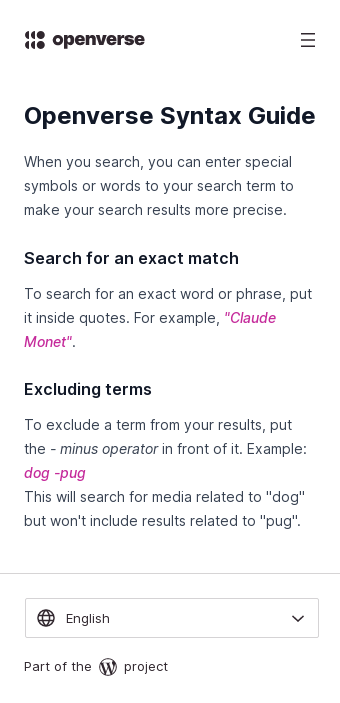 openverse
Openverse Syntax Guide
When you search, you can enter special
symbols or words to your search term to
make your search results more precise.
Search for an exact match
To search for an exact word or phrase, put
it inside quotes. For example, "Claude
Monet".
Excluding terms
To exclude a term from your results, put
the - minus operator in front of it. Example:
dog -pug
This will search for media related to "dog"
but won't include results related to "pug".
English
Part of the project